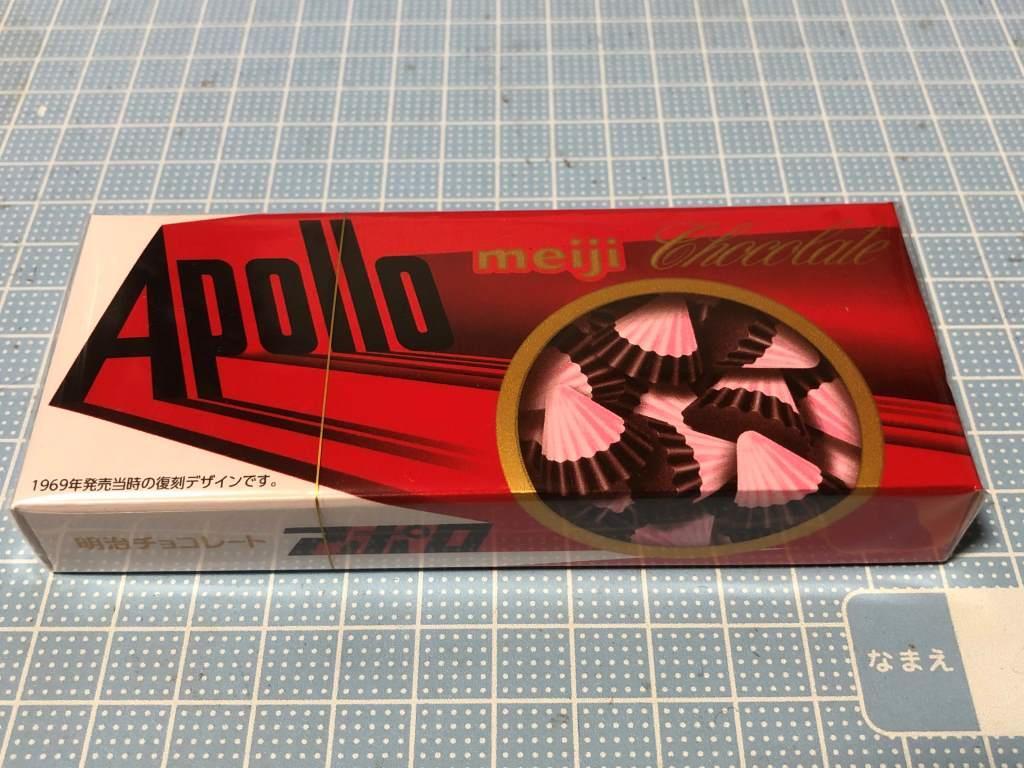 Apollo
meiji
Chocolate
1969年発売当時の復刻デザインです。
明治チョコレート
アポロ
なまえ